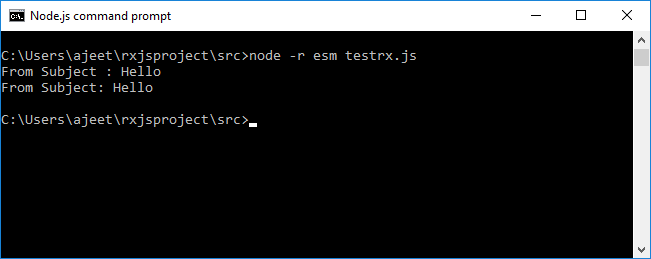 Node.js command prompt
C:\Users\ajeet\rxjsproject\src>node -r esm testrx.js
From Subject : Hello
From Subject: Hello
C:\Users\ajeet\rxjsproject\src>